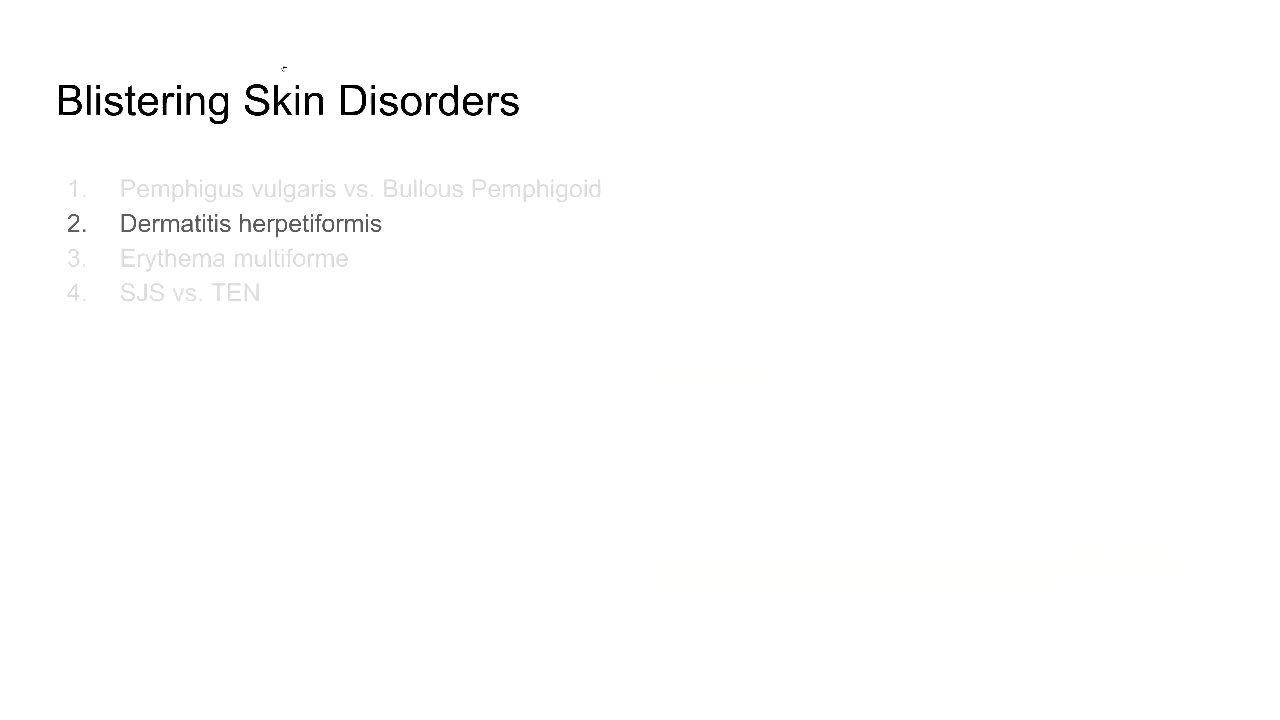 Blistering Skin Disorders
1. Pemphigus vulgaris vs. Bullous Pemphigoid
2. Dermatitis herpetiformis
3. Erythema multiforme
4. SJS vs. TEN